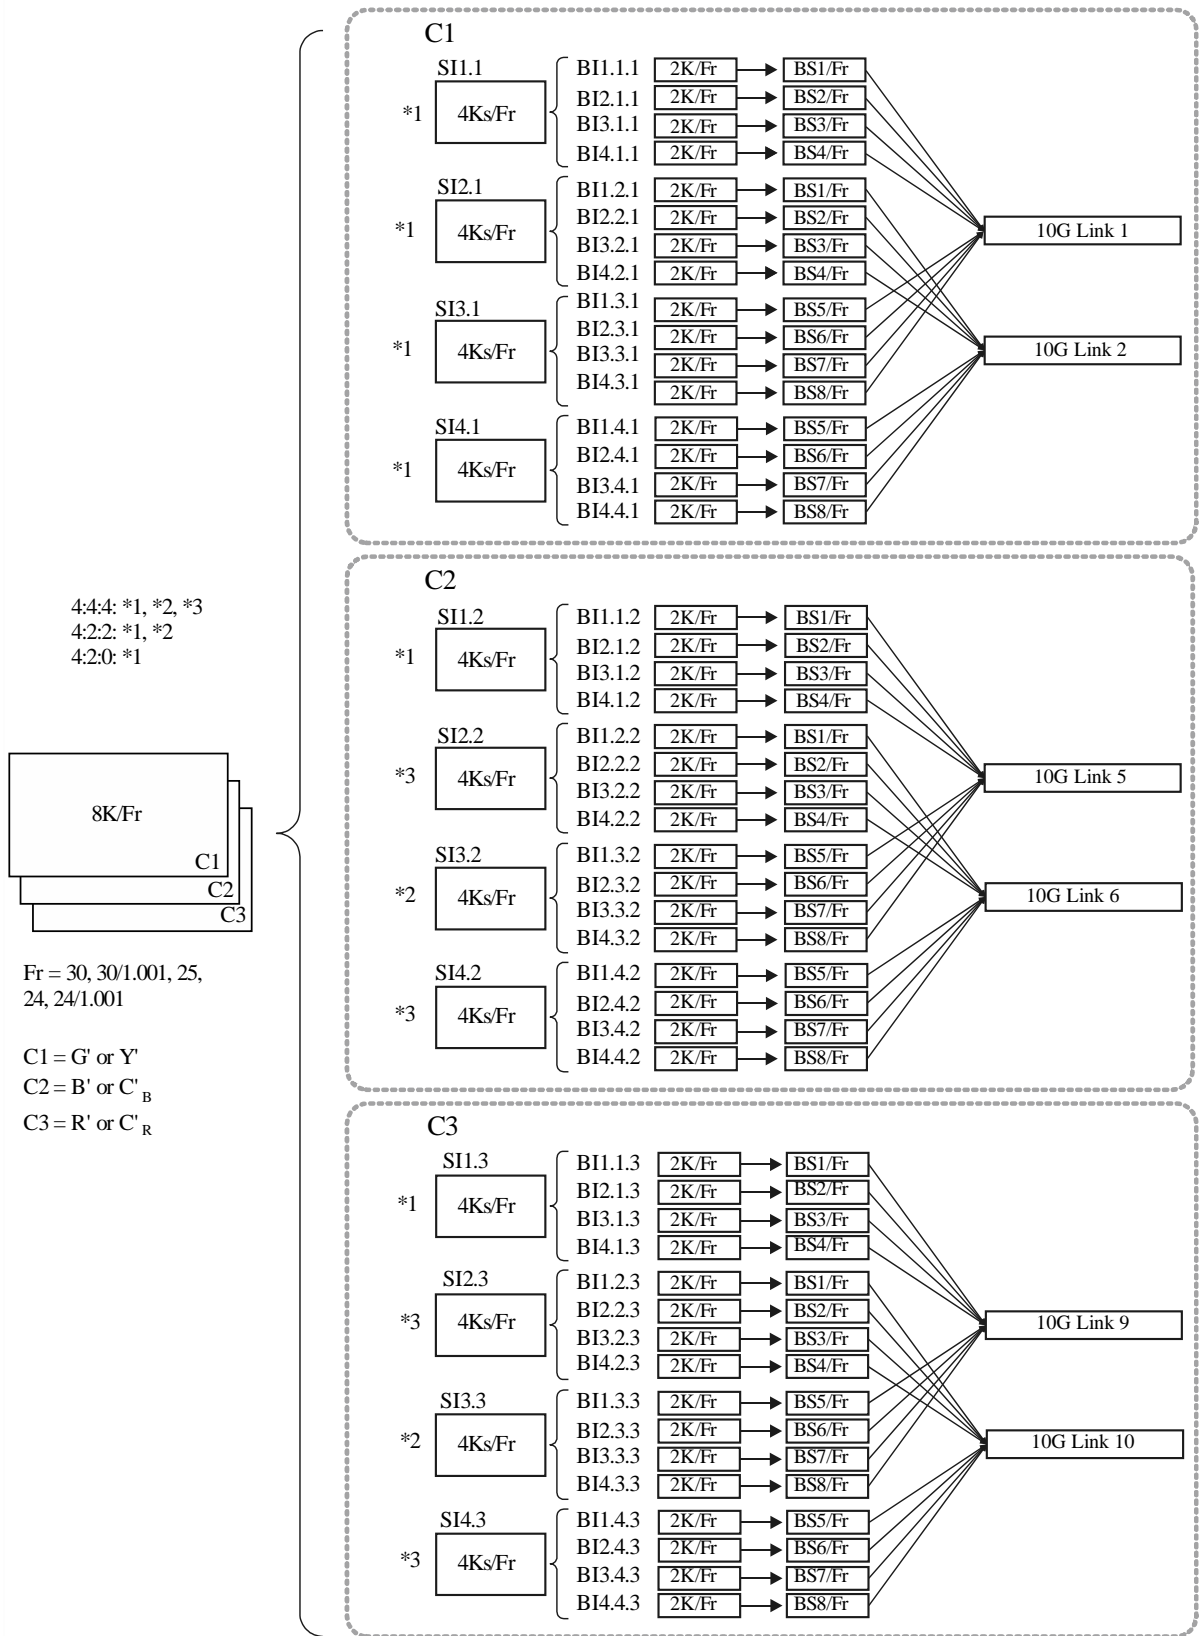 4:4:4: *1, *2, *3
4:2:2: *1, *2
4:2:0: *1
8K/Fr
C1
C2
C3
Fr = 30, 30/1.001, 25,
24, 24/1.001
C1 = G' or Y'
C2 = B' or C'B
C3 = R' or C'R
C1
SI1.1
*1
4Ks/Fr
BI1.1.1 2K/Fr BS1/Fr
BI2.1.1 2K/Fr BS2/Fr
BI3.1.1 2K/Fr BS3/Fr
BI4.1.1 2K/Fr BS4/Fr
SI2.1
*1
4Ks/Fr
BI1.2.1 2K/Fr BS1/Fr
BI2.2.1 2K/Fr BS2/Fr
BI3.2.1 2K/Fr BS3/Fr
BI4.2.1 2K/Fr BS4/Fr
SI3.1
*1
4Ks/Fr
BI1.3.1 2K/Fr BS5/Fr
BI2.3.1 2K/Fr BS6/Fr
BI3.3.1 2K/Fr BS7/Fr
BI4.3.1 2K/Fr BS8/Fr
SI4.1
*1
4Ks/Fr
BI1.4.1 2K/Fr BS5/Fr
BI2.4.1 2K/Fr BS6/Fr
BI3.4.1 2K/Fr BS7/Fr
BI4.4.1 2K/Fr BS8/Fr
10G Link 1
10G Link 2
C2
SI1.2
*1
4Ks/Fr
BI1.1.2 2K/Fr BS1/Fr
BI2.1.2 2K/Fr BS2/Fr
BI3.1.2 2K/Fr BS3/Fr
BI4.1.2 2K/Fr BS4/Fr
SI2.2
*3
4Ks/Fr
BI1.2.2 2K/Fr BS1/Fr
BI2.2.2 2K/Fr BS2/Fr
BI3.2.2 2K/Fr BS3/Fr
BI4.2.2 2K/Fr BS4/Fr
SI3.2
*2
4Ks/Fr
BI1.3.2 2K/Fr BS5/Fr
BI2.3.2 2K/Fr BS6/Fr
BI3.3.2 2K/Fr BS7/Fr
BI4.3.2 2K/Fr BS8/Fr
SI4.2
*3
4Ks/Fr
BI1.4.2 2K/Fr BS5/Fr
BI2.4.2 2K/Fr BS6/Fr
BI3.4.2 2K/Fr BS7/Fr
BI4.4.2 2K/Fr BS8/Fr
10G Link 5
10G Link 6
C3
SI1.3
*1
4Ks/Fr
BI1.1.3 2K/Fr BS1/Fr
BI2.1.3 2K/Fr BS2/Fr
BI3.1.3 2K/Fr BS3/Fr
BI4.1.3 2K/Fr BS4/Fr
SI2.3
*3
4Ks/Fr
BI1.2.3 2K/Fr BS1/Fr
BI2.2.3 2K/Fr BS2/Fr
BI3.2.3 2K/Fr BS3/Fr
BI4.2.3 2K/Fr BS4/Fr
SI3.3
*2
4Ks/Fr
BI1.3.3 2K/Fr BS5/Fr
BI2.3.3 2K/Fr BS6/Fr
BI3.3.3 2K/Fr BS7/Fr
BI4.3.3 2K/Fr BS8/Fr
SI4.3
*3
4Ks/Fr
BI1.4.3 2K/Fr BS5/Fr
BI2.4.3 2K/Fr BS6/Fr
BI3.4.3 2K/Fr BS7/Fr
BI4.4.3 2K/Fr BS8/Fr
10G Link 9
10G Link 10